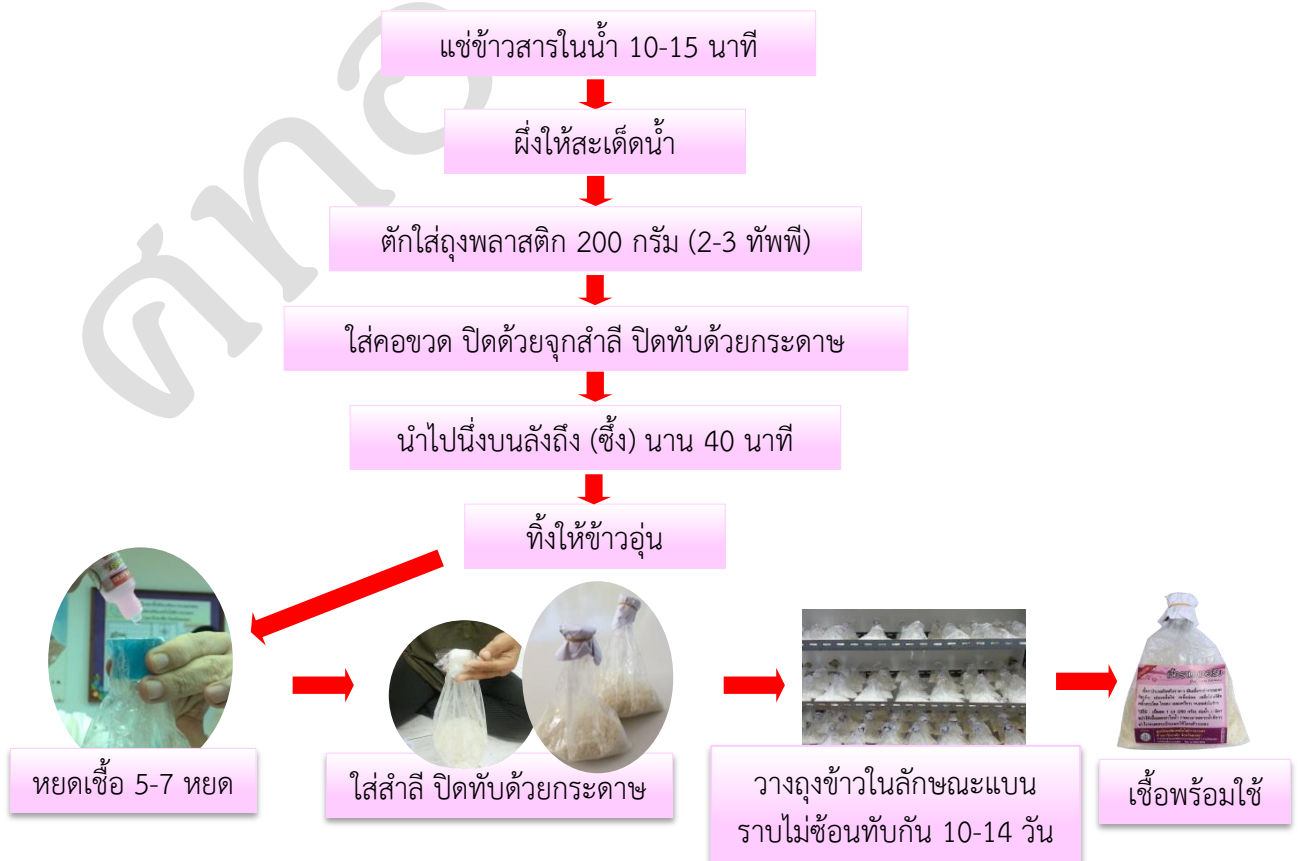 แช่ข้าวสารในน้ำ 10-15 นาที
ผึ่งให้สะเด็ดน้ำ
ตักใส่ถุงพลาสติก 200 กรัม (2-3 ทัพพี)
ใส่คอขวด ปิดด้วยจุกสำลี ปิดทับด้วยกระดาษ
นำไปนึ่งบนลังถึง (ซึ้ง) นาน 40 นาที
ทิ้งให้ข้าวอุ่น
หยดเชื้อ 5-7 หยด
ใส่สำลี ปิดทับด้วยกระดาษ
วางถุงข้าวในลักษณะแบน
ราบไม่ซ้อนทับกัน 10-14 วัน
เชื้อพร้อมใช้